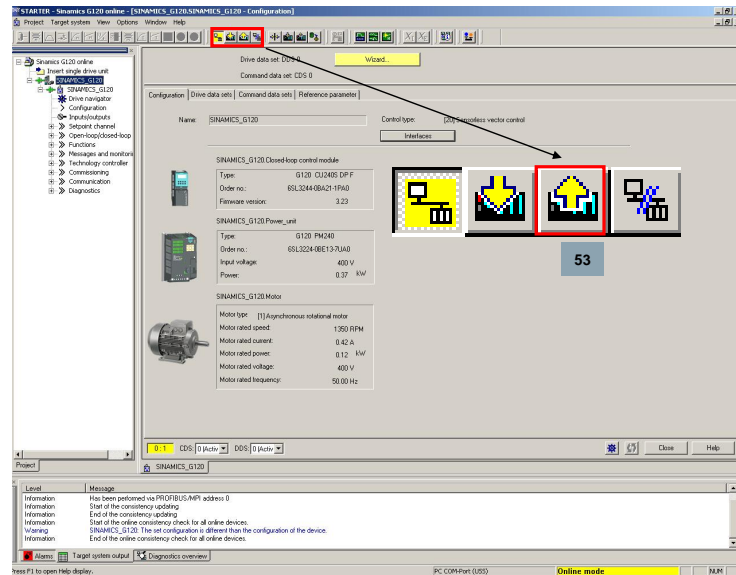 STARTER - Sinamics G120 online - [SINAMICS_G120.SINAMICS_G120 - Configuration]
Project Target system View Options Window Help
Sinamics G120 online
Insert single drive unit
SINAMICS_G120
SINAMICS_G120
Drive navigator
Configuration
Inputs/outputs
Setpoint channel
Open-loop/closed-loop
Functions
Messages and monitori
Technology controller
Commissioning
Communication
Diagnostics
Project
Drive data set: DDS 0
Wizard...
Command data set: CDS 0
Configuration Drive data sets Command data sets Reference parameter
Name: SINAMICS_G120
Control type: [20] Sensorless vector control
Interfaces
SINAMICS_G120.Closed-loop control module
Type: G120 CU240S DP F
Order no.: 6SL3244-0BA21-1PA0
Firmware version: 3.23
SINAMICS_G120.Power_unit
Type: G120 PM240
Order no.: 6SL3224-0BE13-7UA0
Input voltage: 400 V
Power: 0.37 kW
SINAMICS_G120.Motor
Motor type: [1] Asynchronous rotational motor
Motor rated speed: 1350 RPM
Motor rated current: 0.42 A
Motor rated power: 0.12 kW
Motor rated voltage: 400 V
Motor rated frequency: 50.00 Hz
53
0 : 1 CDS: 0 (Activ DDS: 0 (Activ
Close Help
SINAMICS_G120
Level Message
Information Has been performed via PROFIBUS/MPI address 0
Information Start of the consistency updating
Information End of the consistency updating
Information Start of the online consistency check for all online devices.
Warning SINAMICS_G120: The set configuration is different than the configuration of the device.
Information End of the online consistency check for all online devices.
Alarms Target system output Diagnostics overview
Press F1 to open Help display.
PC COM-Port (USS)
Online mode
NUM